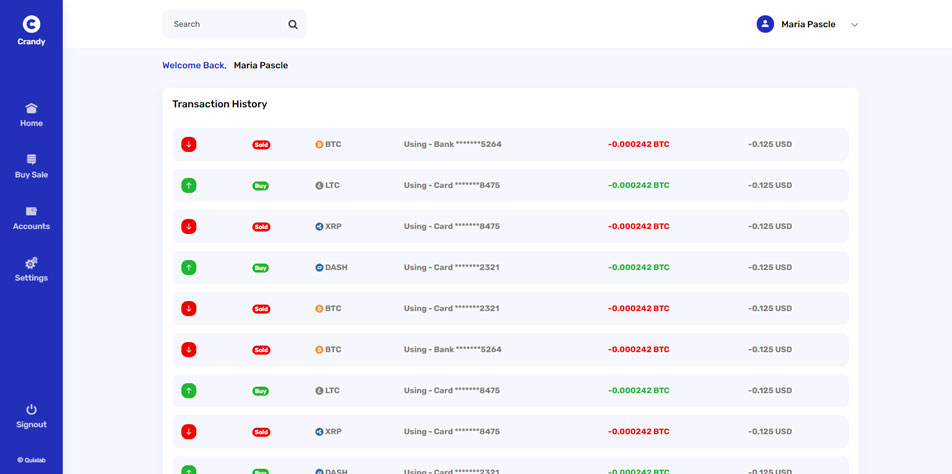 Crandy
Home
Buy Sale
Accounts
Settings
Signout
© Quixlab
Search
Maria Pascle
Welcome Back, Maria Pascle
Transaction History
Sold BTC Using - Bank *******5264 -0.000242 BTC -0.125 USD
Buy LTC Using - Card *******8475 -0.000242 BTC -0.125 USD
Sold XRP Using - Card *******8475 -0.000242 BTC -0.125 USD
Buy DASH Using - Card *******2321 -0.000242 BTC -0.125 USD
Sold BTC Using - Card *******2321 -0.000242 BTC -0.125 USD
Sold BTC Using - Bank *******5264 -0.000242 BTC -0.125 USD
Buy LTC Using - Card *******8475 -0.000242 BTC -0.125 USD
Sold XRP Using - Card *******8475 -0.000242 BTC -0.125 USD
Buy DASH Using - Card *******2321 -0.000242 BTC -0.125 USD